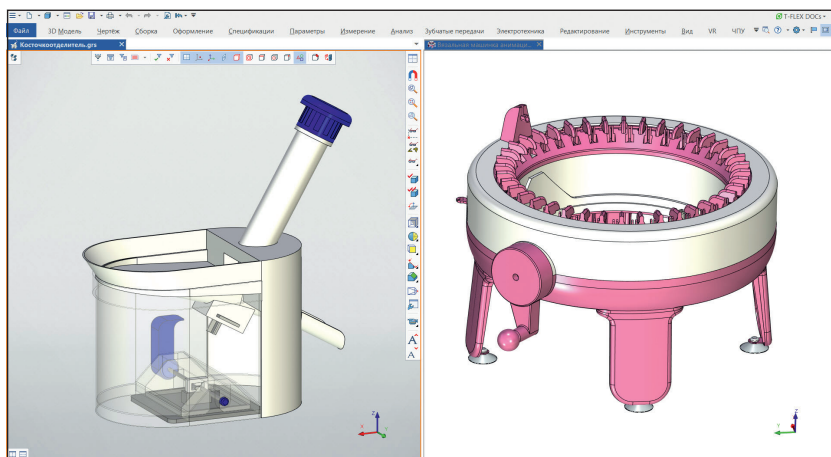 T-FLEX DOCs
Файл 3D Модель Чертёж Сборка Оформление Спецификации Параметры Измерение Анализ Зубчатые передачи Электротехника Редактирование Инструменты Вид VR ЧПУ
Косточкоотделитель.grs
Вязальная машинка анимаци...
A
A
Z
X
Y
Z
Y